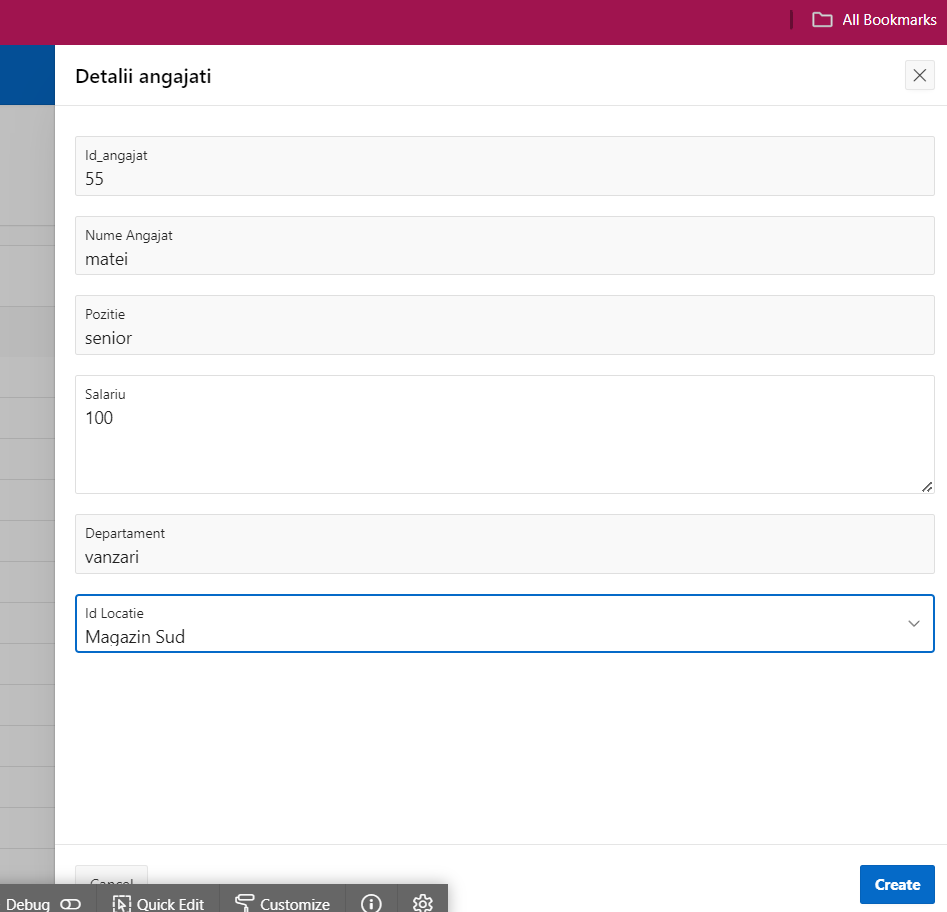 All Bookmarks
Detalii angajati
Id_angajat
55
Nume Angajat
matei
Pozitie
senior
Salariu
100
Departament
vanzari
Id Locatie
Magazin Sud
Cancel
Create
Debug
Quick Edit
Customize